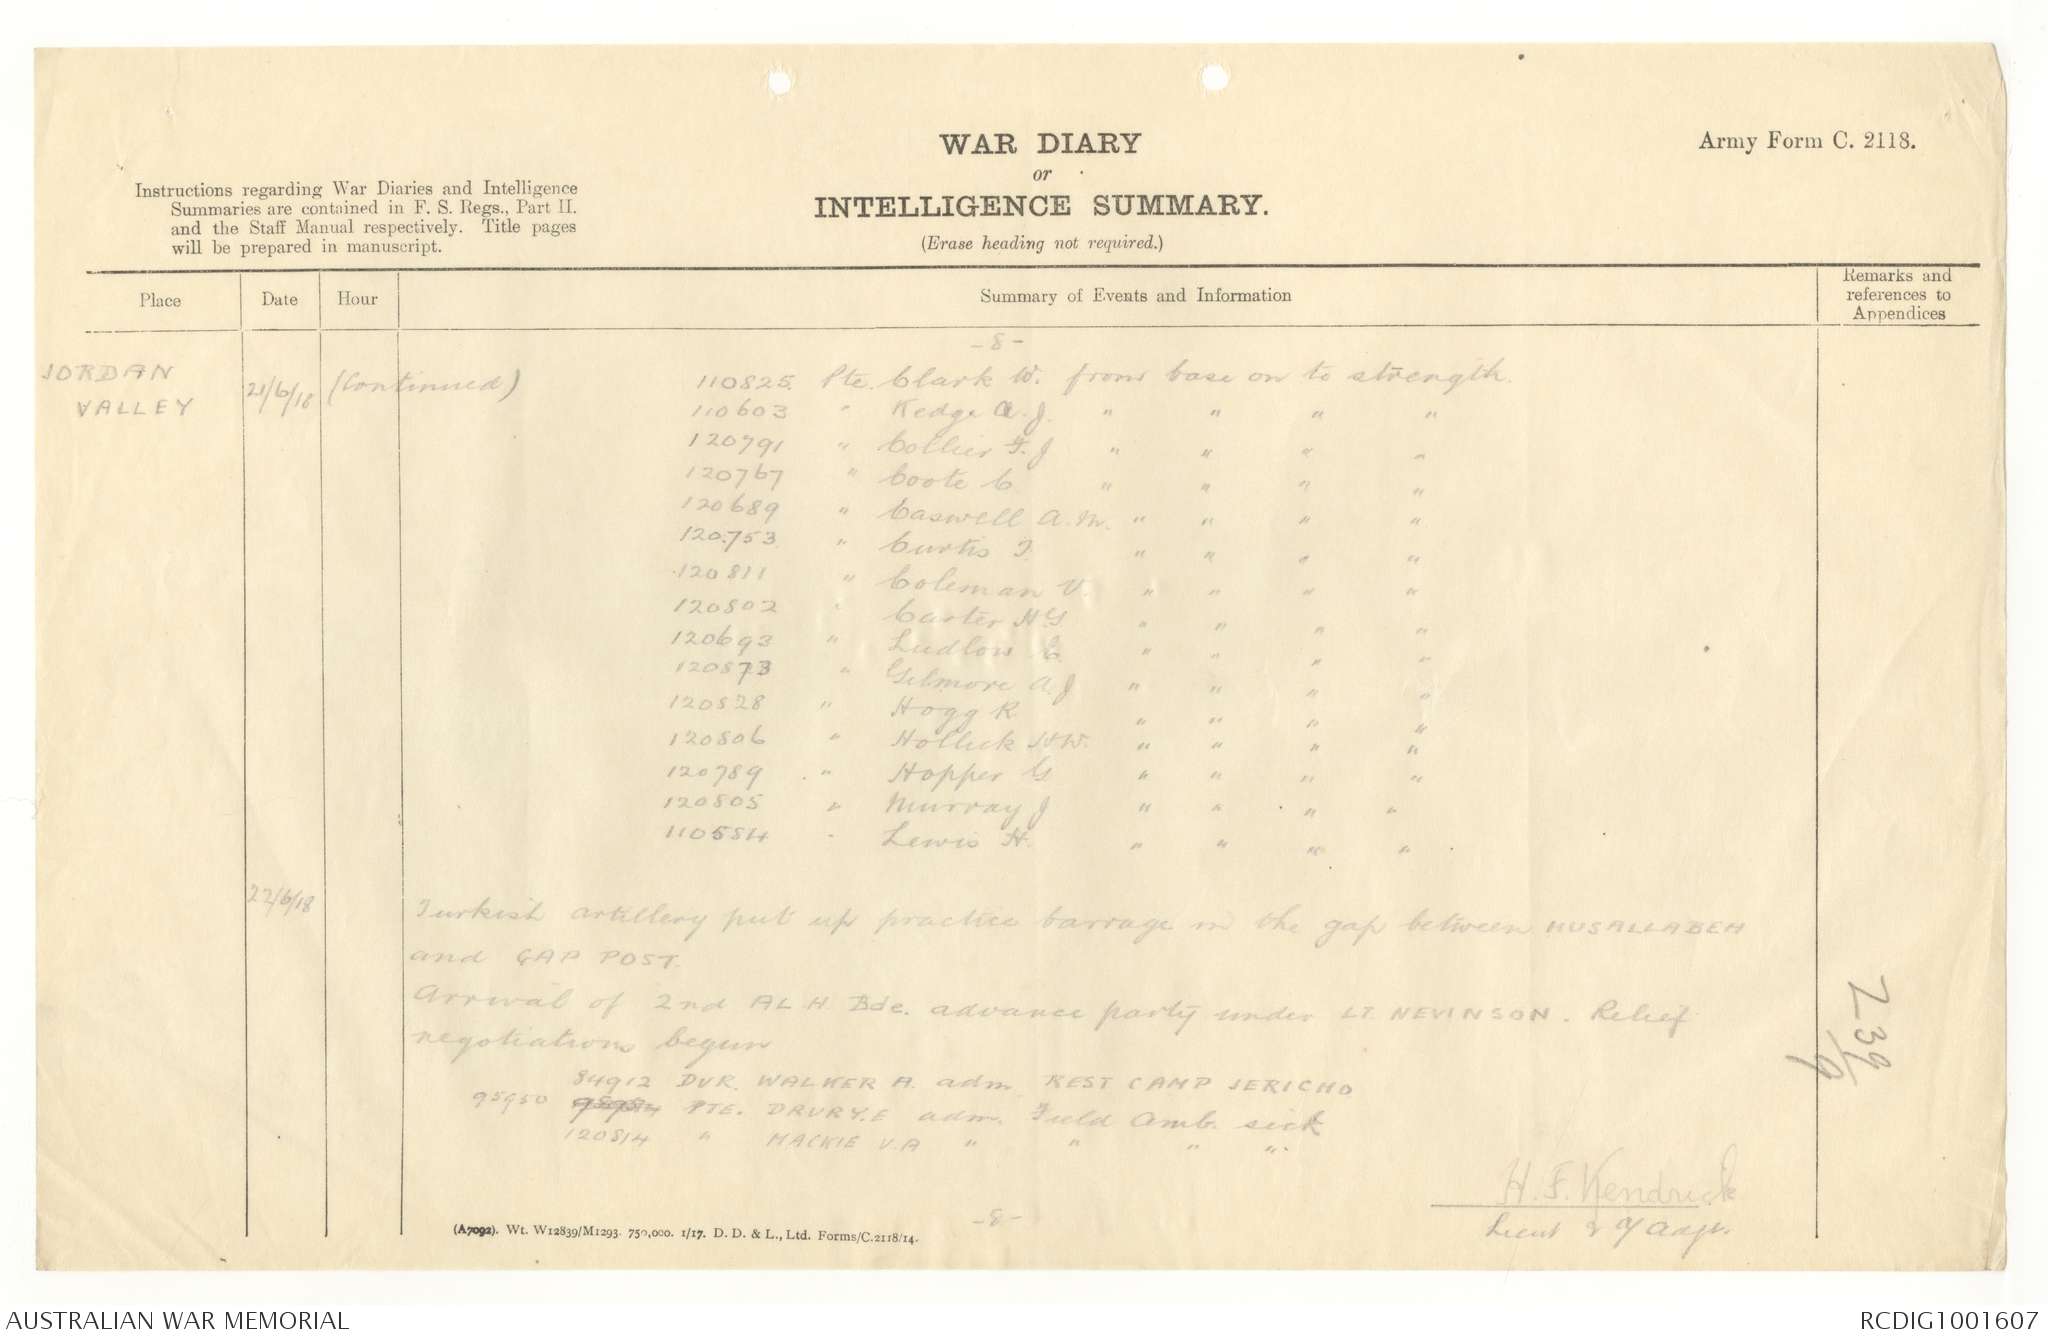 WAR DIARY
or
INTELLIGENCE SUMMARY.
(Erase heading not required.)
Army Form C. 2118.
Instructions regarding War Diaries and Intelligence
Summaries are contained in F. S. Regs., Part II.
and the Staff Manual respectively. Title pages
will be prepared in manuscript.
Place Date Hour Summary of Events and Information Remarks and references to Appendices
-8-
JORDAN VALLEY 21/6/18 (Continued) 110825 Pte. Clark W. from base on to strength.
110603 " Kedge A.J. " " " "
120791 " Collier F.J " " " "
120767 " Coote C " " " "
120689 " Caswell A.M. " " " "
120753 " Curtis T. " " " "
120811 " Coleman V. " " " "
120802 " Carter H G " " " "
120693 " Ludlow E " " " "
120873 " Gilmore A.J " " " "
120828 " Hogg R " " " "
120806 " Hollick H W. " " " "
120789 " Hopper G " " " "
120805 " Murray J " " " "
110584 " Lewis H. " " " "
22/6/18 Turkish artillery put up practice barrage in the gap between MUSALLABEH
and GAP POST.
Arrival of 2nd AL H. Bde. advance party under LT. NEVINSON. Relief
negotiations begun
84912 DVR. WALKER A. adm. REST CAMP JERICHO
95950 PTE. DRURY.E adm. Field Amb. sick
120814 " MACKIE V.A " " " "
239/9
H. F. Kendrick
Lieut & a/ Adjt.
-8-
(A7092). Wt. W12839/M1293. 750,000. 1/17. D. D. & L., Ltd. Forms/C.2118/14.
AUSTRALIAN WAR MEMORIAL
RCDIG1001607